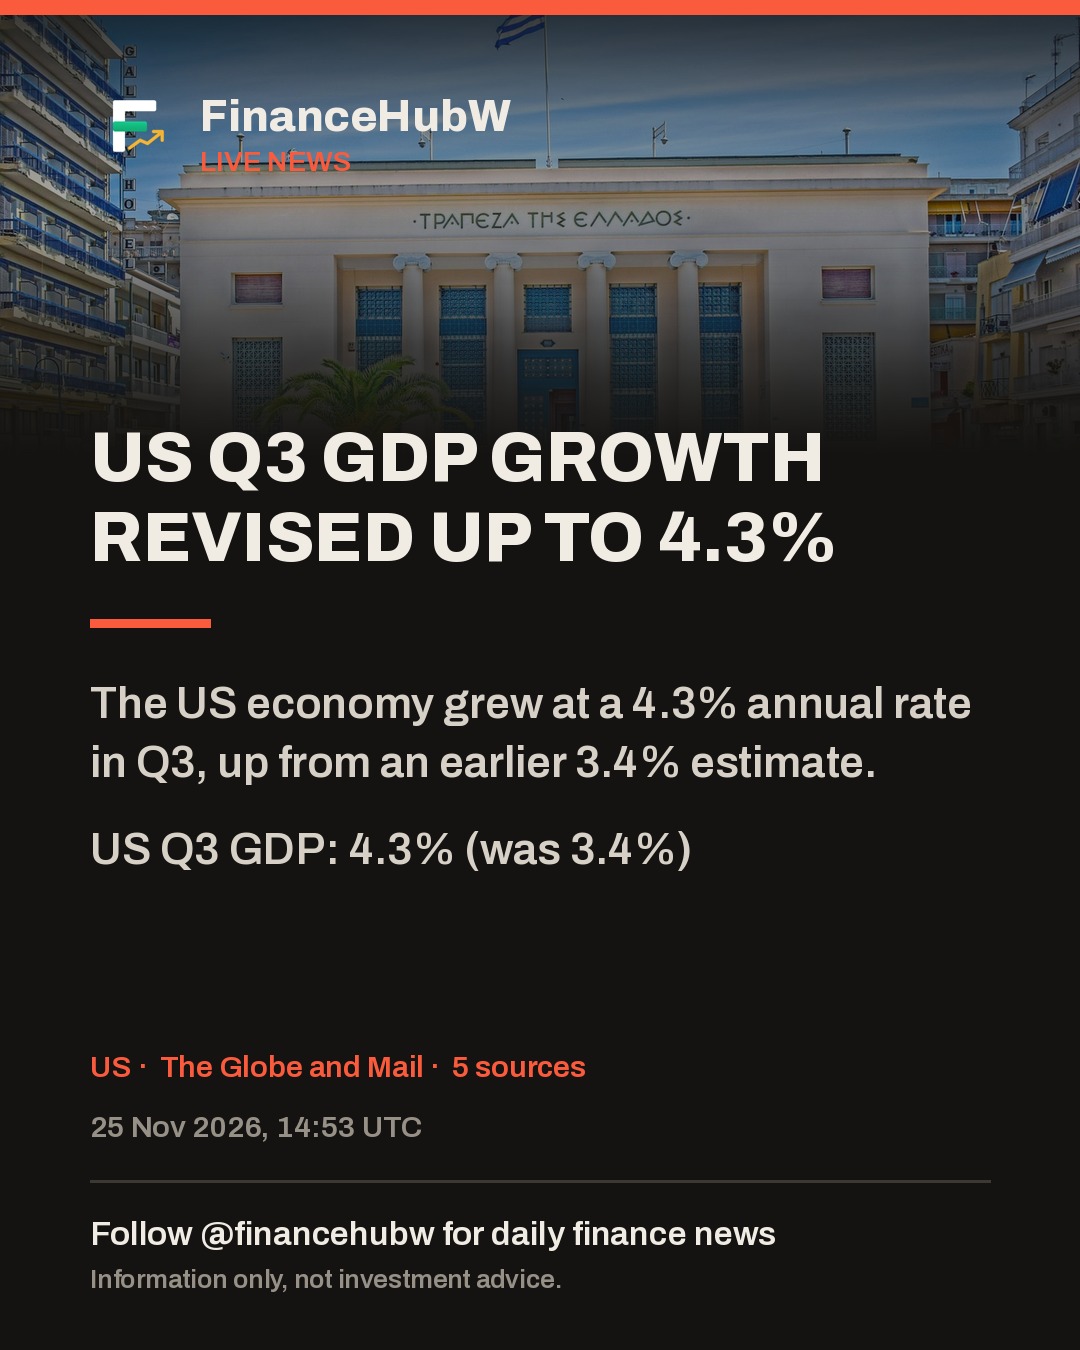 FinanceHubW
LIVE NEWS
·ΤΡΑΠΕΖΑ ΤΗΣ ΕΛΛΑΔΟΣ·
US Q3 GDP GROWTH
REVISED UP TO 4.3%
The US economy grew at a 4.3% annual rate
in Q3, up from an earlier 3.4% estimate.
US Q3 GDP: 4.3% (was 3.4%)
US · The Globe and Mail · 5 sources
25 Nov 2026, 14:53 UTC
Follow @financehubw for daily finance news
Information only, not investment advice.